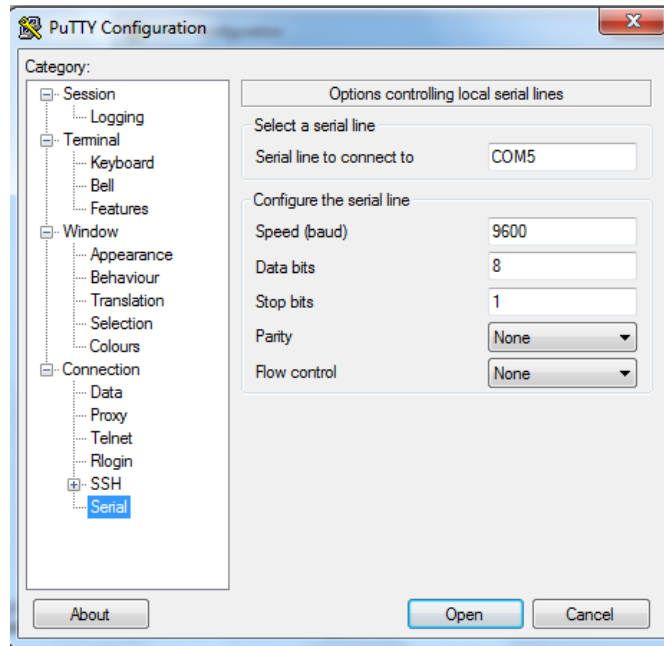 PuTTY Configuration
Category:
Session
Logging
Terminal
Keyboard
Bell
Features
Window
Appearance
Behaviour
Translation
Selection
Colours
Connection
Data
Proxy
Telnet
Rlogin
SSH
Serial
Options controlling local serial lines
Select a serial line
Serial line to connect to COM5
Configure the serial line
Speed (baud) 9600
Data bits 8
Stop bits 1
Parity None
Flow control None
About Open Cancel